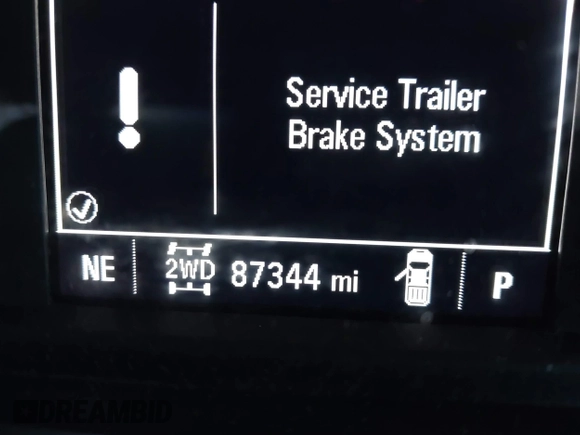 Service Trailer
Brake System
NE 2WD 87344 mi P
DREAMBID